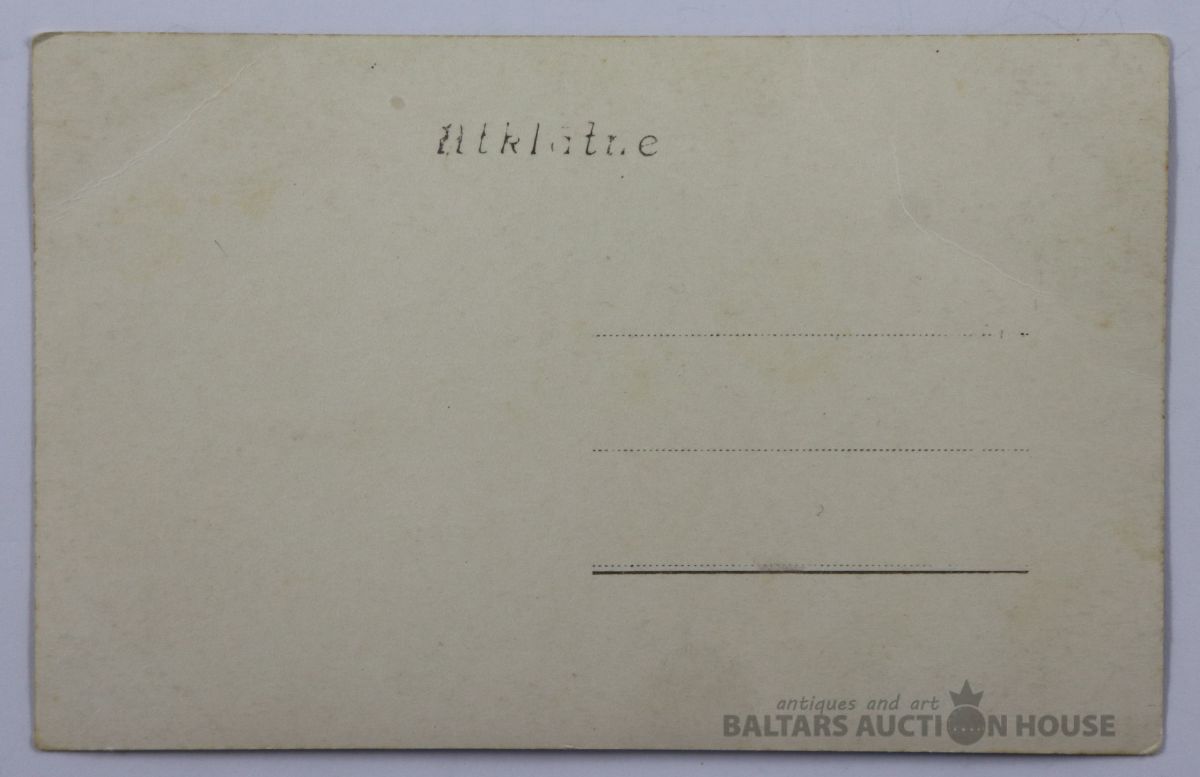 Atklātne
antiques and art
BALTARS AUCTION HOUSE